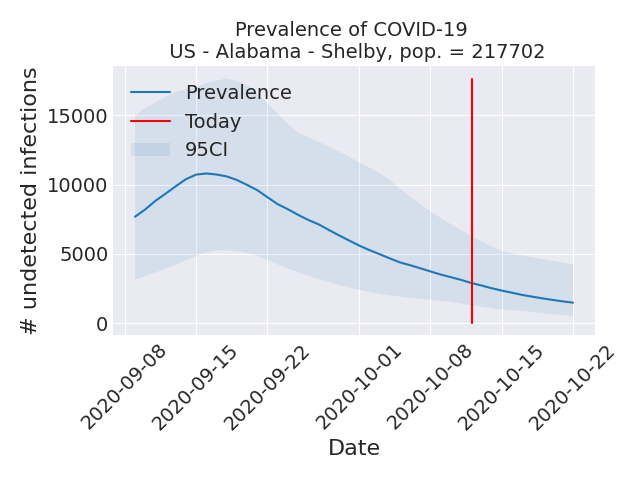 Prevalence of COVID-19
US - Alabama - Shelby, pop. = 217702
# undetected infections
15000
10000
5000
0
Prevalence
Today
95CI
2020-09-08
2020-09-15
2020-09-22
2020-10-01
2020-10-08
2020-10-15
2020-10-22
Date